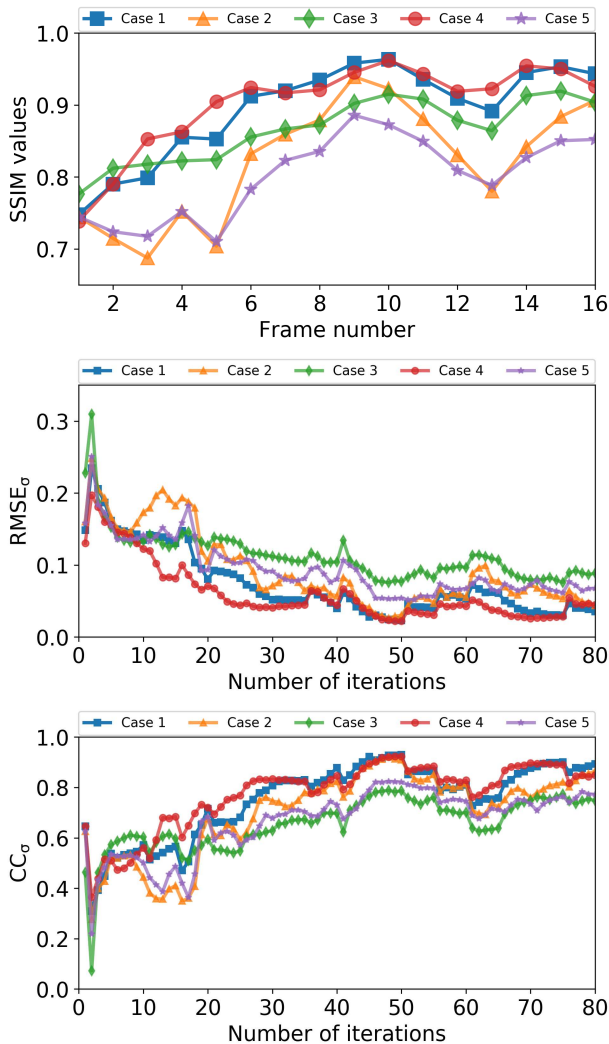 Case 1 Case 2 Case 3 Case 4 Case 5
1.0
0.9
0.8
0.7
SSIM values
2 4 6 8 10 12 14 16
Frame number
Case 1 Case 2 Case 3 Case 4 Case 5
0.3
0.2
0.1
0.0
RMSEσ
0 10 20 30 40 50 60 70 80
Number of iterations
Case 1 Case 2 Case 3 Case 4 Case 5
1.0
0.8
0.6
0.4
0.2
0.0
CCσ
0 10 20 30 40 50 60 70 80
Number of iterations